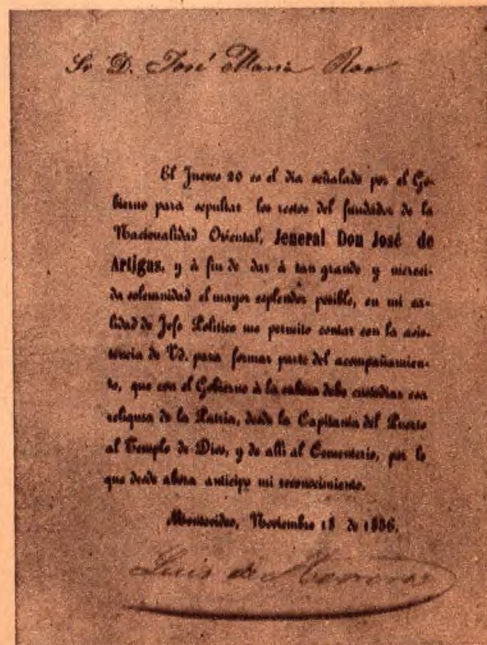 Sr D. José Maria Roo
El Jueves 20 es el dia señalado por el Go-
bierno para sepultar los restos del fundador de la
Nacionalidad Oriental, Jeneral Don José de
Artigas, y á fin de dar á tan grande y mereci-
da solemnidad el mayor esplendor posible, en mi ca-
lidad de Jefe Político me permito contar con la asis-
tencia de Vd. para formar parte del acompañamien-
to, que con el Gobierno á la cabeza debe custodiar esa
reliquia de la Patria, desde la Capitanía del Puerto
al Templo de Dios, y de allí al Cementerio, por lo
que desde ahora anticipo mi reconocimiento.
Montevideo, Noviembre 18 de 1856.
Luis de Herrera